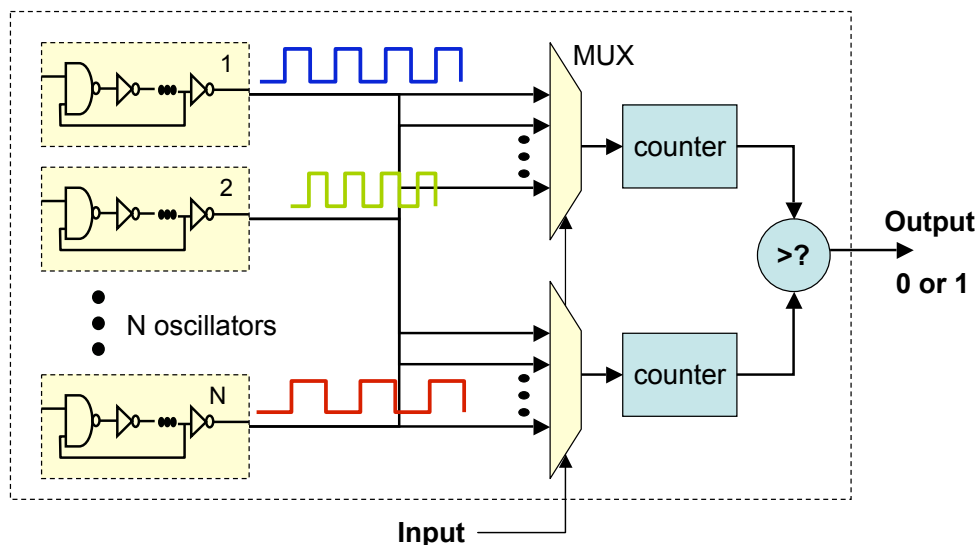 1
MUX
counter
2
Output
>?
0 or 1
N oscillators
counter
N
Input